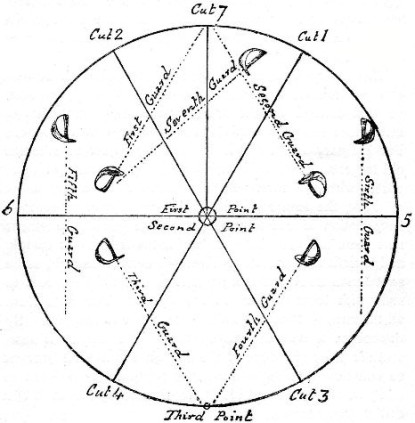 Cut 7
Cut 2
Cut 1
First Guard
Seventh Guard
Second Guard
Fifth Guard
Sixth Guard
6
First Point
5
Second Point
Third Guard
Fourth Guard
Cut 4
Cut 3
Third Point